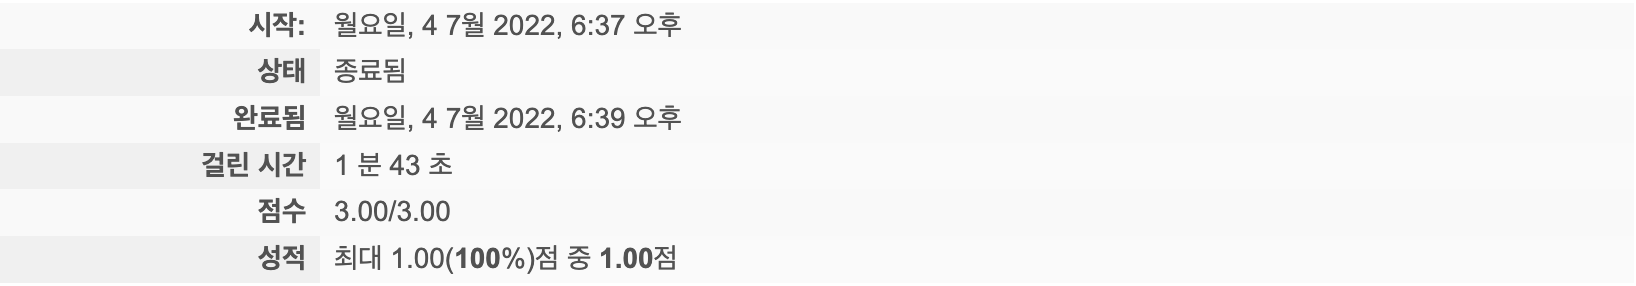 시작: 월요일, 4 7월 2022, 6:37 오후
상태 종료됨
완료됨 월요일, 4 7월 2022, 6:39 오후
걸린 시간 1 분 43 초
점수 3.00/3.00
성적 최대 1.00(100%)점 중 1.00점